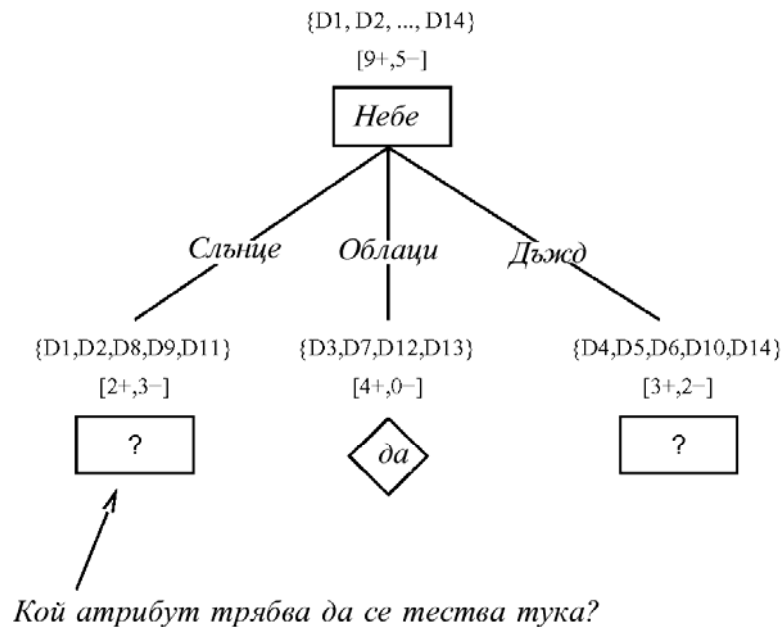 {D1, D2, ..., D14}
[9+,5−]
Небе
Слънце Облаци Дъжд
{D1,D2,D8,D9,D11} {D3,D7,D12,D13} {D4,D5,D6,D10,D14}
[2+,3−] [4+,0−] [3+,2−]
? да ?
Кой атрибут трябва да се тества тука?